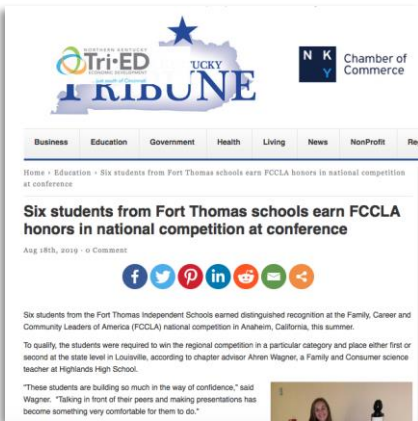 NORTHERN KENTUCKY
Tri·ED
ECONOMIC DEVELOPMENT
...just south of Cincinnati
UCKY
TRIBUNE
N K Y
Chamber of
Commerce
Business Education Government Health Living News NonProfit Re
Home » Education » Six students from Fort Thomas schools earn FCCLA honors in national competition
at conference
Six students from Fort Thomas schools earn FCCLA
honors in national competition at conference
Aug 18th, 2019 · 0 Comment
Six students from the Fort Thomas Independent Schools earned distinguished recognition at the Family, Career and
Community Leaders of America (FCCLA) national competition in Anaheim, California, this summer.
To qualify, the students were required to win the regional competition in a particular category and place either first or
second at the state level in Louisville, according to chapter advisor Ahren Wagner, a Family and Consumer science
teacher at Highlands High School.
"These students are building so much in the way of confidence," said
Wagner. "Talking in front of their peers and making presentations has
become something very comfortable for them to do."